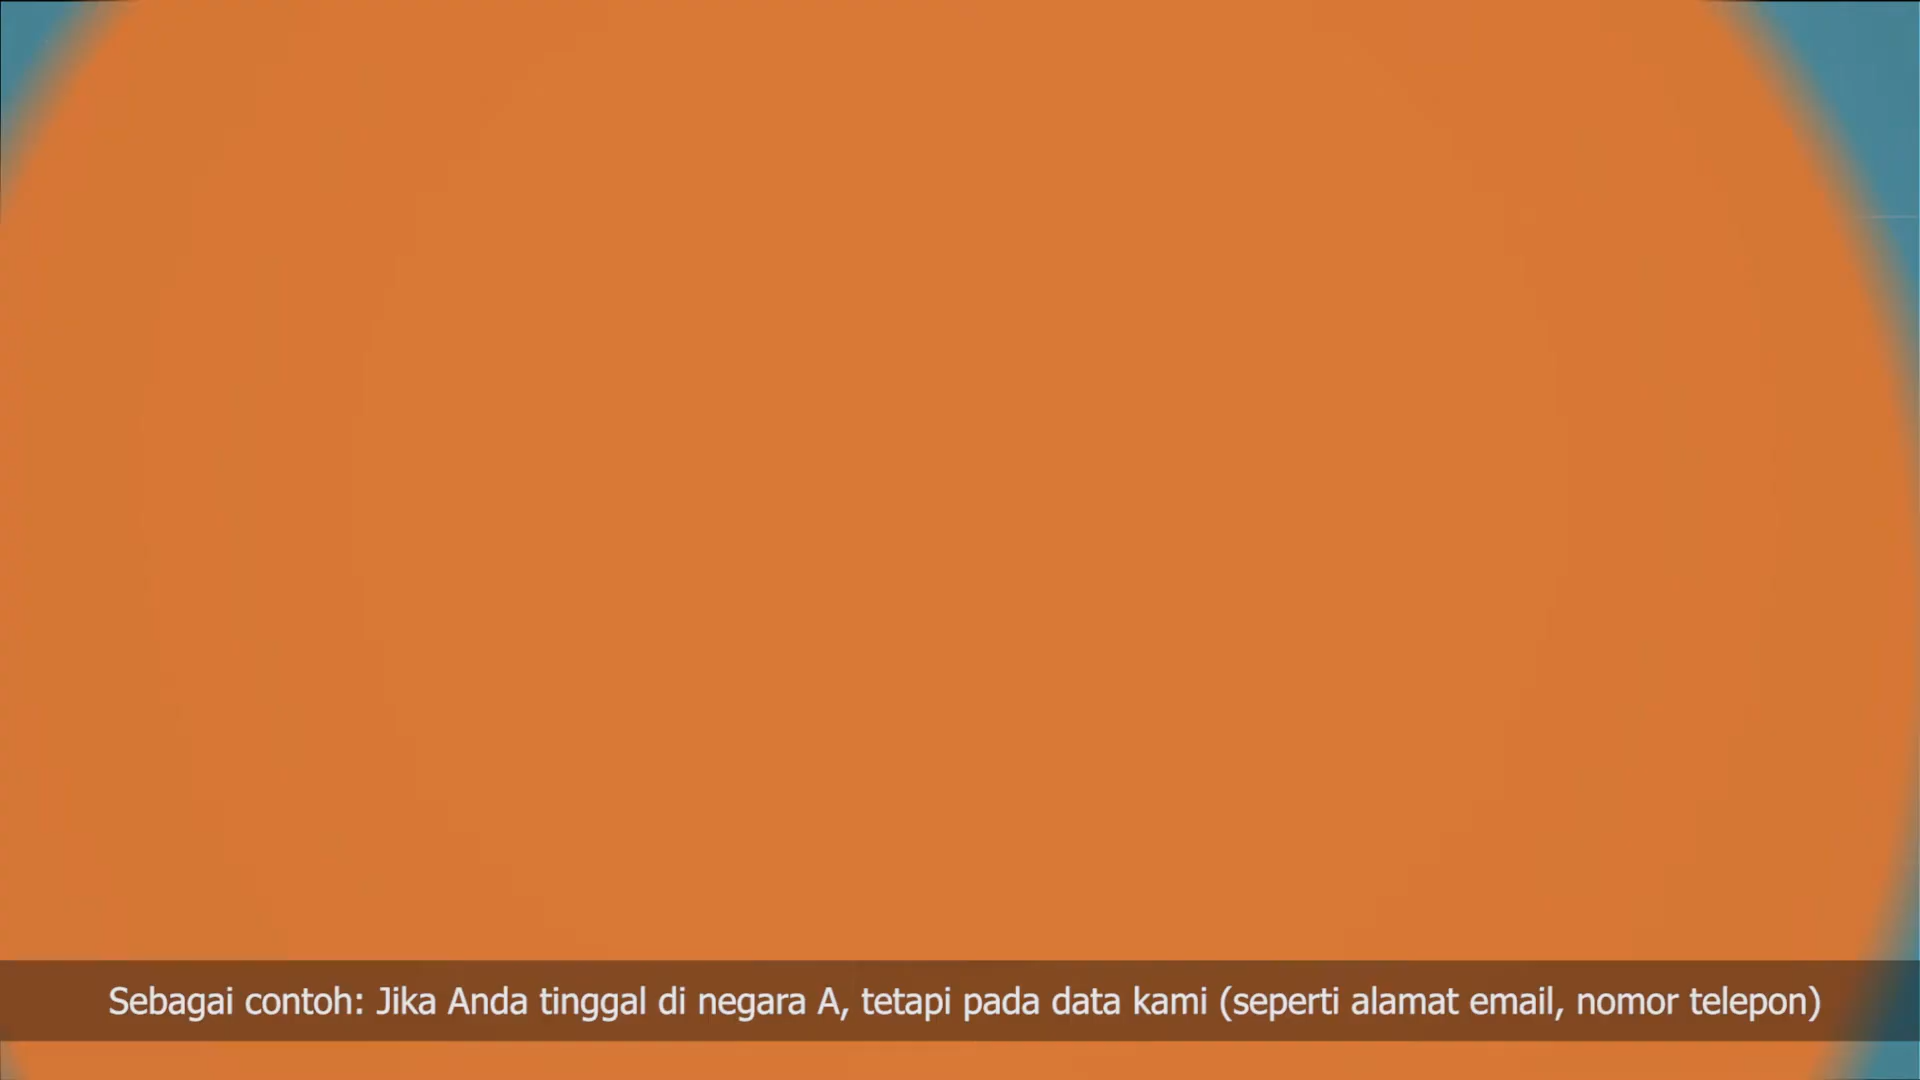 Sebagai contoh: Jika Anda tinggal di negara A, tetapi pada data kami (seperti alamat email, nomor telepon)